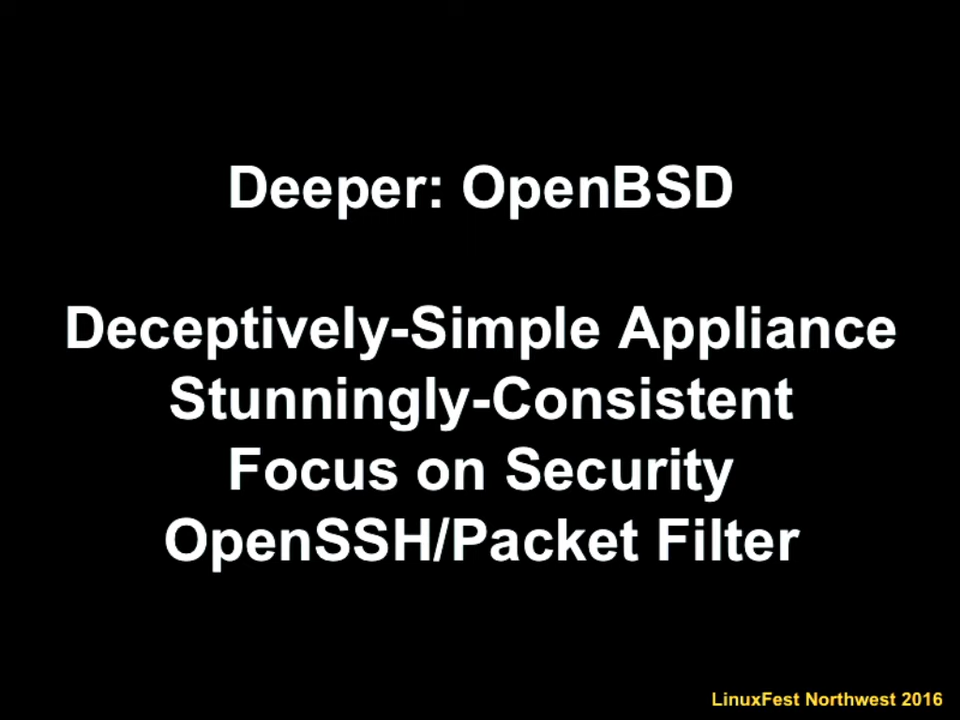 Deeper: OpenBSD
Deceptively-Simple Appliance
Stunningly-Consistent
Focus on Security
OpenSSH/Packet Filter
LinuxFest Northwest 2016